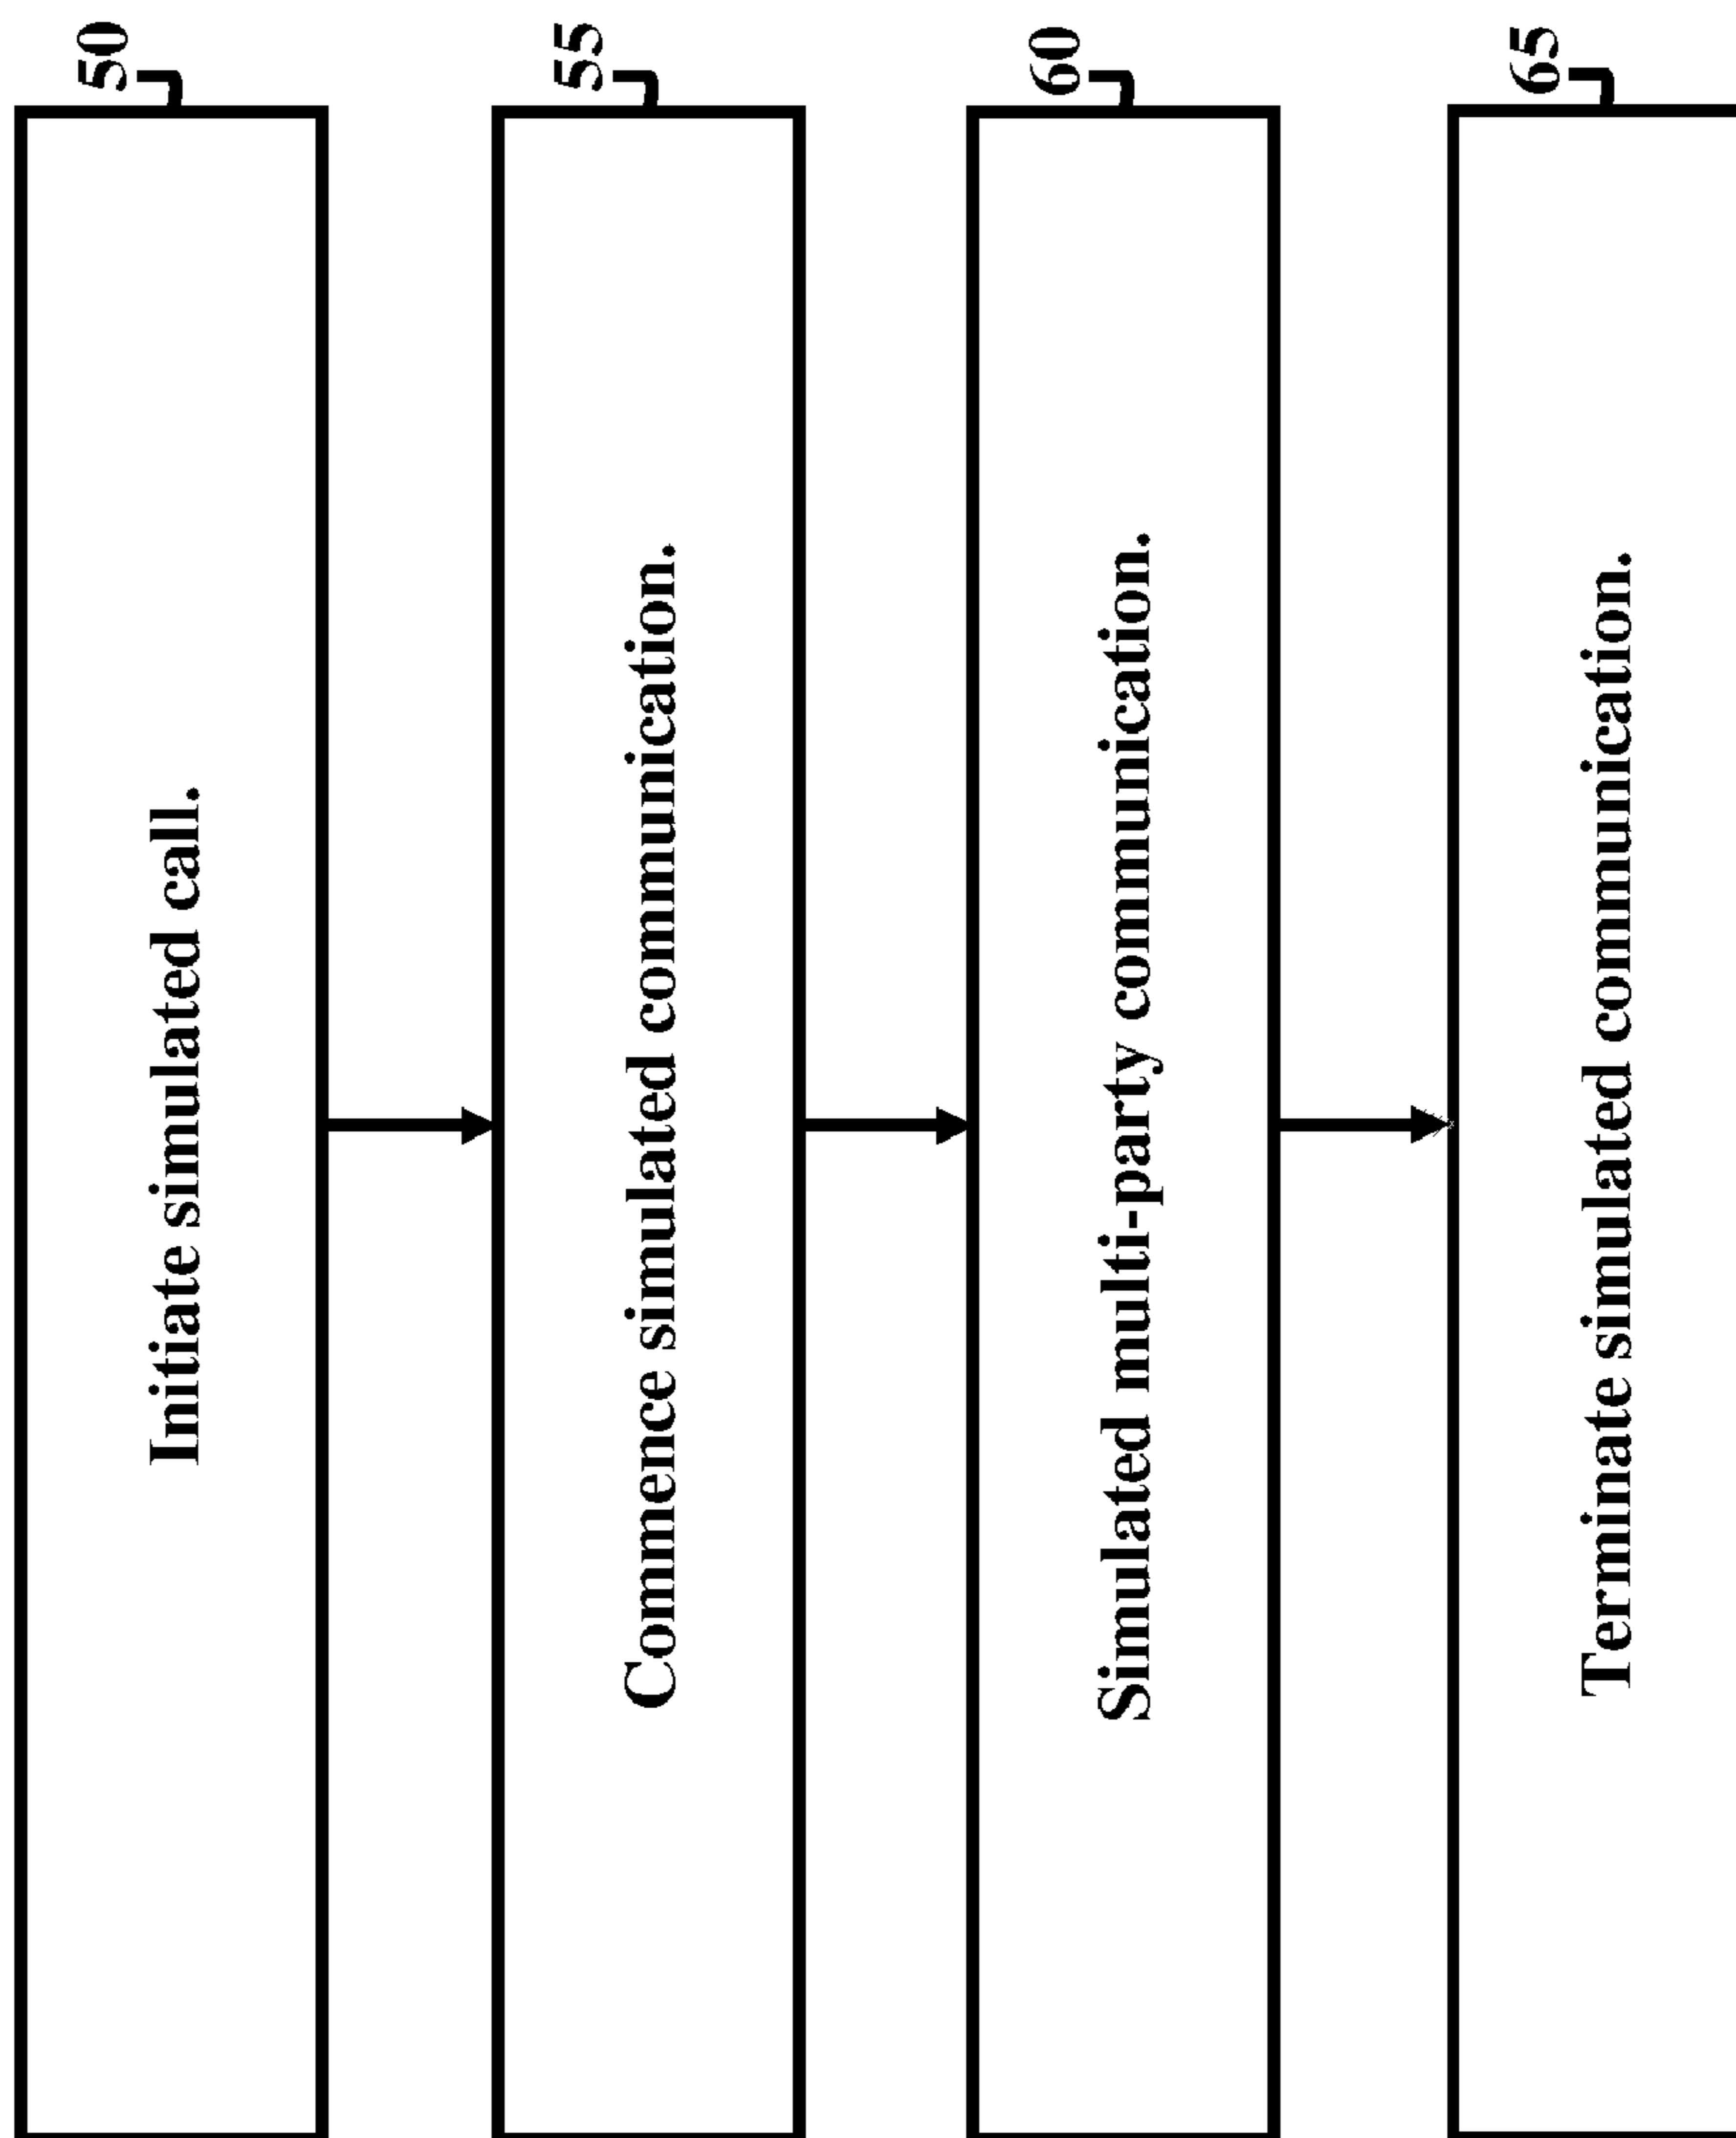 50
Initiate simulated call.
55
Commence simulated communication.
60
Simulated multi-party communication.
65
Terminate simulated communication.